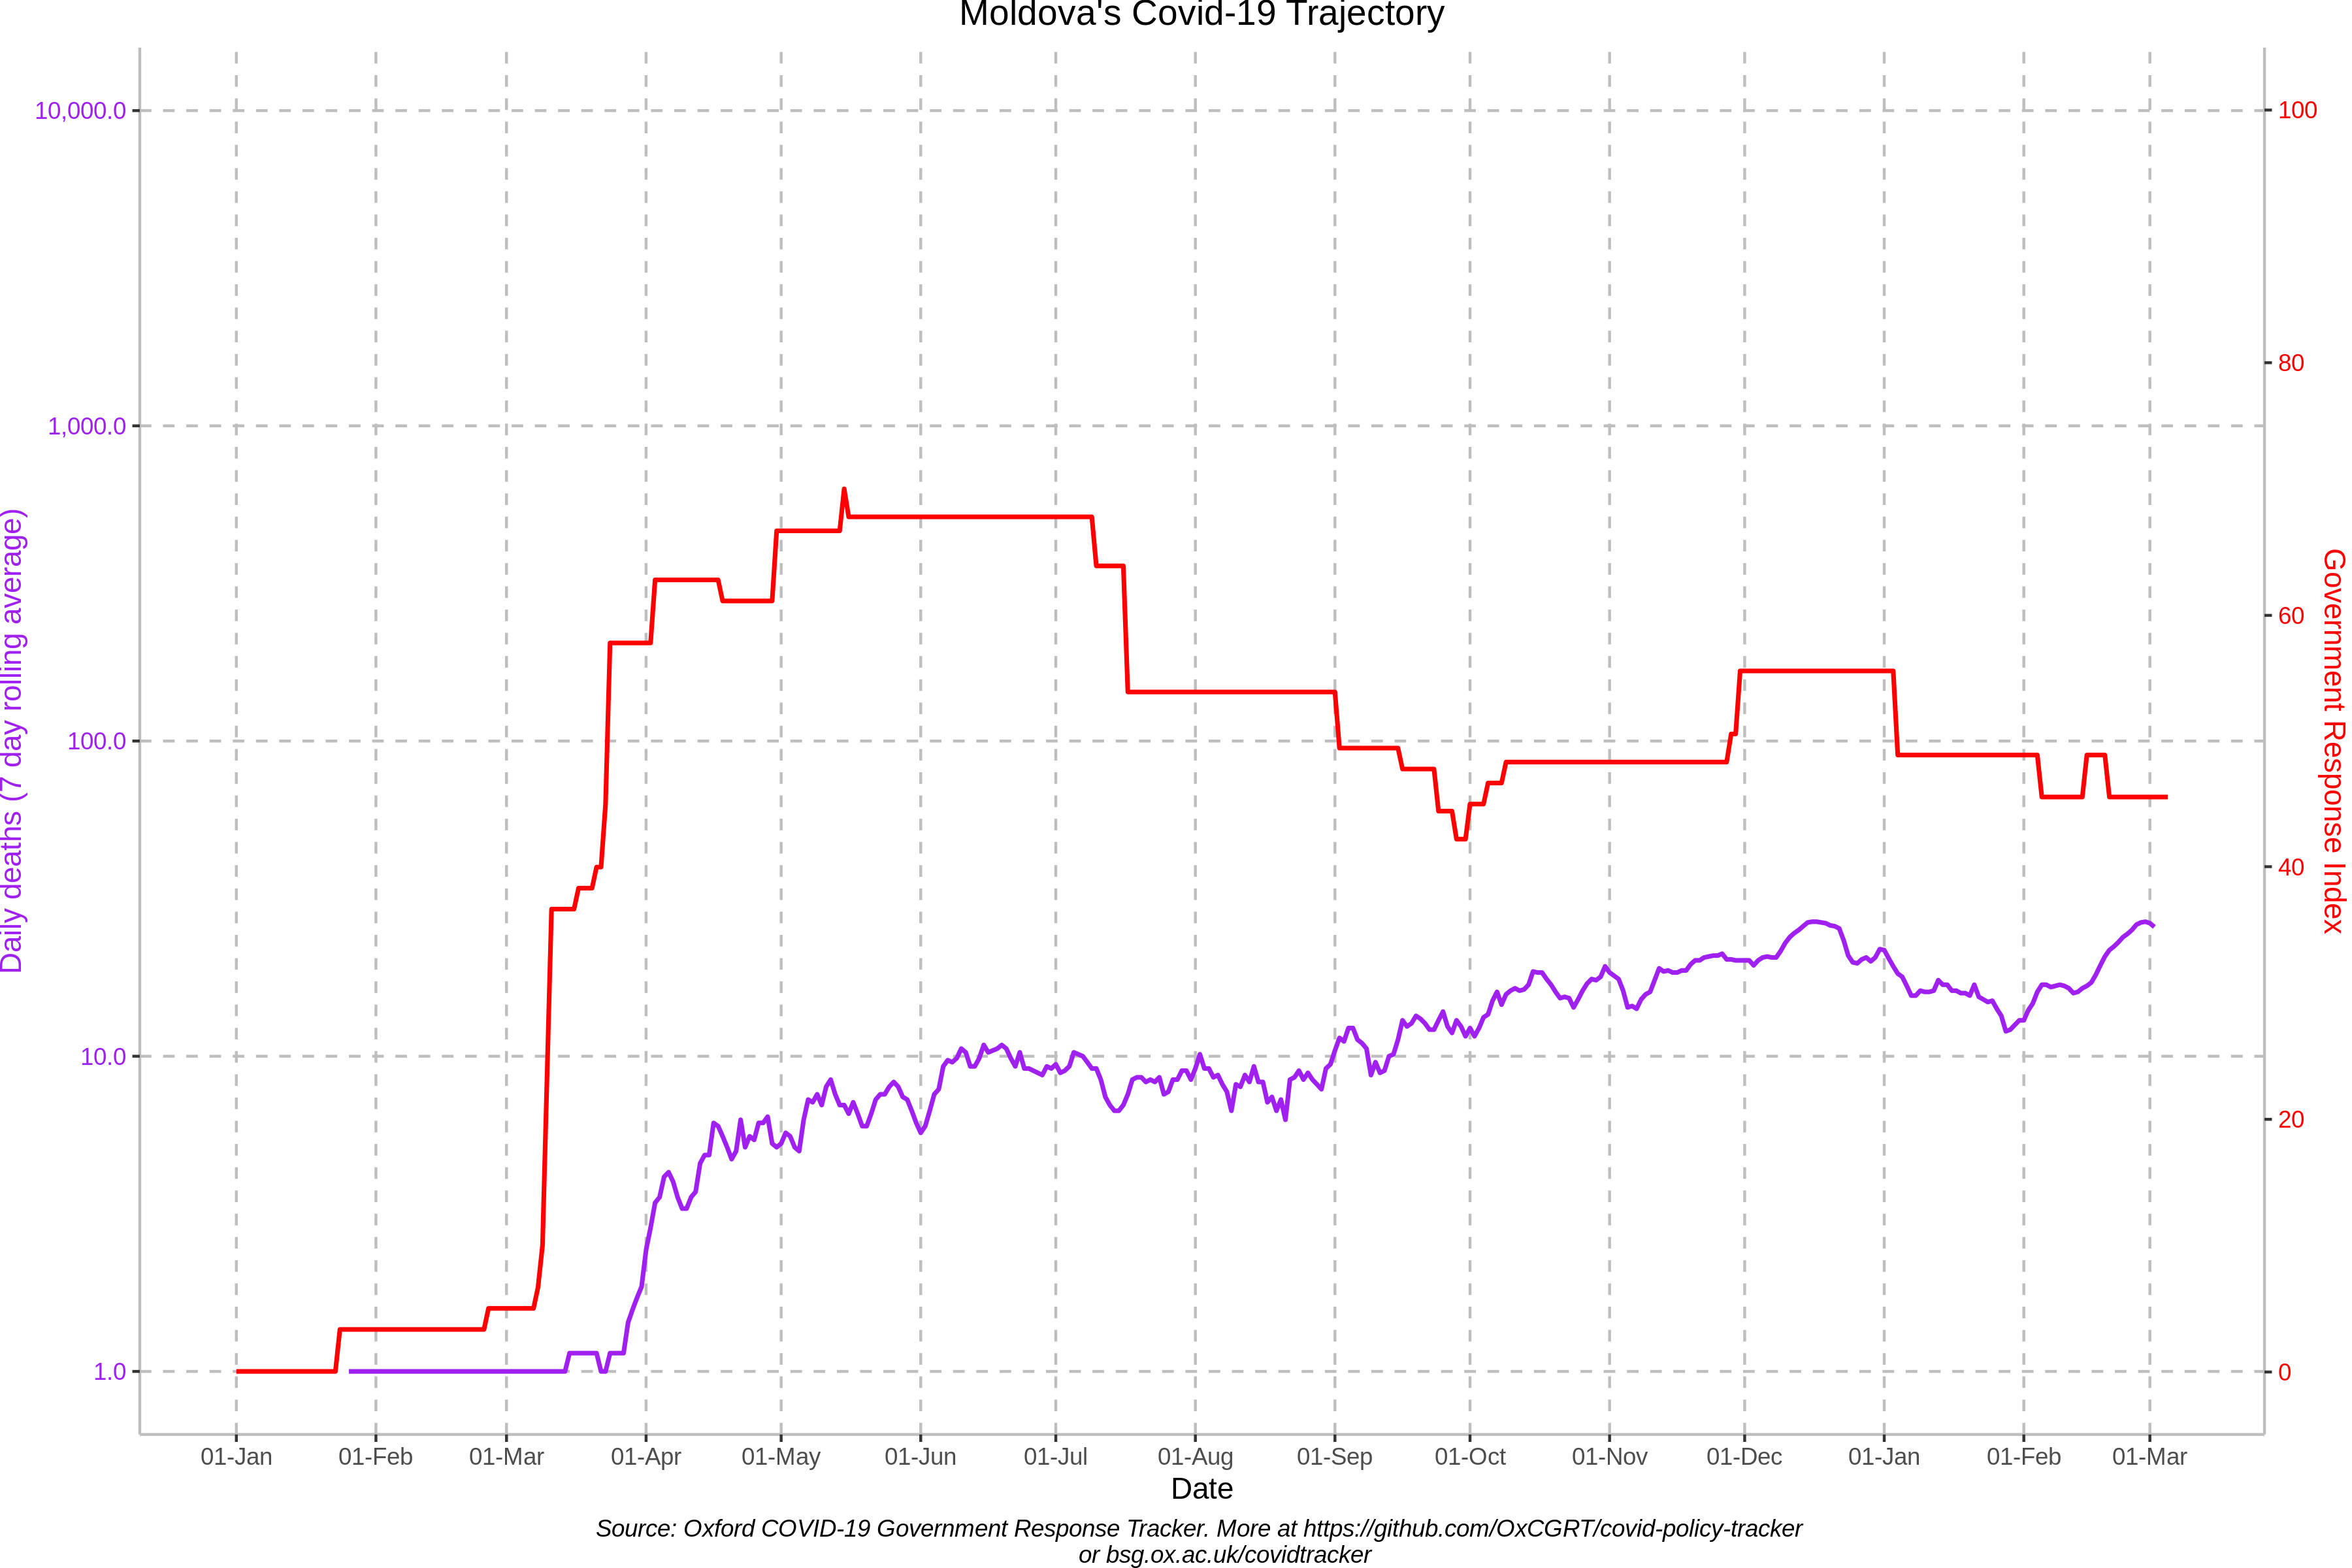 Moldova's Covid-19 Trajectory
10,000.0
1,000.0
100.0
10.0
1.0
Daily deaths (7 day rolling average)
100
80
60
40
20
0
Government Response Index
01-Jan 01-Feb 01-Mar 01-Apr 01-May 01-Jun 01-Jul 01-Aug 01-Sep 01-Oct 01-Nov 01-Dec 01-Jan 01-Feb 01-Mar
Date
Source: Oxford COVID-19 Government Response Tracker. More at https://github.com/OxCGRT/covid-policy-tracker
or bsg.ox.ac.uk/covidtracker